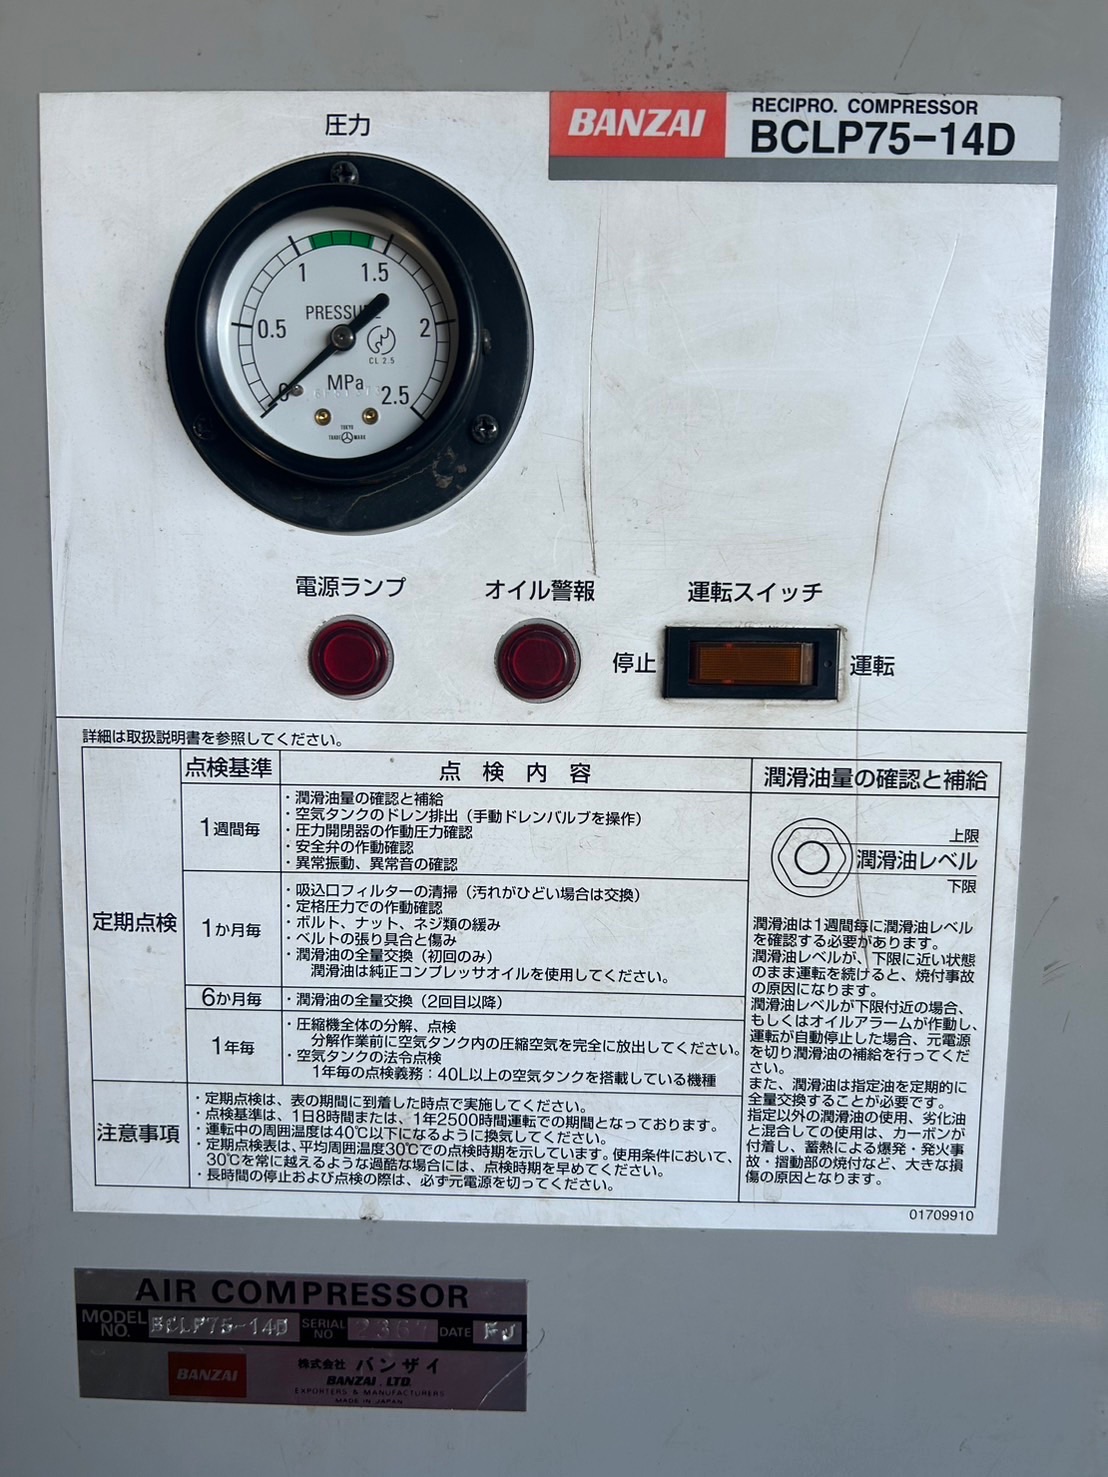 圧力
BANZAI
RECIPRO. COMPRESSOR
BCLP75-14D
1
1.5
0.5
2
0
2.5
PRESSURE
CL 2.5
MPa
TOKYO
TRADE MARK
電源ランプ
オイル警報
運転スイッチ
停止
運転
詳細は取扱説明書を参照してください。
点検基準
点検内容
潤滑油量の確認と補給
定期点検
1週間毎
・潤滑油量の確認と補給
・空気タンクのドレン排出（手動ドレンバルブを操作）
・圧力開閉器の作動圧力確認
・安全弁の作動確認
・異常振動、異常音の確認
1か月毎
・吸込口フィルターの清掃（汚れがひどい場合は交換）
・定格圧力での作動確認
・ボルト、ナット、ネジ類の緩み
・ベルトの張り具合と傷み
・潤滑油の全量交換（初回のみ）
潤滑油は純正コンプレッサオイルを使用してください。
6か月毎
・潤滑油の全量交換（2回目以降）
1年毎
・圧縮機全体の分解、点検
分解作業前に空気タンク内の圧縮空気を完全に放出してください。
・空気タンクの法令点検
1年毎の点検義務：40L以上の空気タンクを搭載している機種
注意事項
・定期点検は、表の期間に到着した時点で実施してください。
・点検基準は、1日8時間または、1年2500時間運転での期間となっております。
・運転中の周囲温度は40℃以下になるように換気してください。
・定期点検表は、平均周囲温度30℃での点検時期を示しています。使用条件において、
30℃を常に越えるような過酷な場合には、点検時期を早めてください。
・長時間の停止および点検の際は、必ず元電源を切ってください。
上限
潤滑油レベル
下限
潤滑油は1週間毎に潤滑油レベル
を確認する必要があります。
潤滑油レベルが、下限に近い状態
のまま運転を続けると、焼付事故
の原因になります。
潤滑油レベルが下限付近の場合、
もしくはオイルアラームが作動し、
運転が自動停止した場合、元電源
を切り潤滑油の補給を行ってくだ
さい。
また、潤滑油は指定油を定期的に
全量交換することが必要です。
指定以外の潤滑油の使用、劣化油
と混合しての使用は、カーボンが
付着し、蓄熱による爆発・発火事
故・摺動部の焼付など、大きな損
傷の原因となります。
01709910
AIR COMPRESSOR
MODEL NO. BCLP75-14D SERIAL NO 2367 DATE FJ
BANZAI
株式会社 バンザイ
BANZAI, LTD.
EXPORTERS & MANUFACTURERS
MADE IN JAPAN